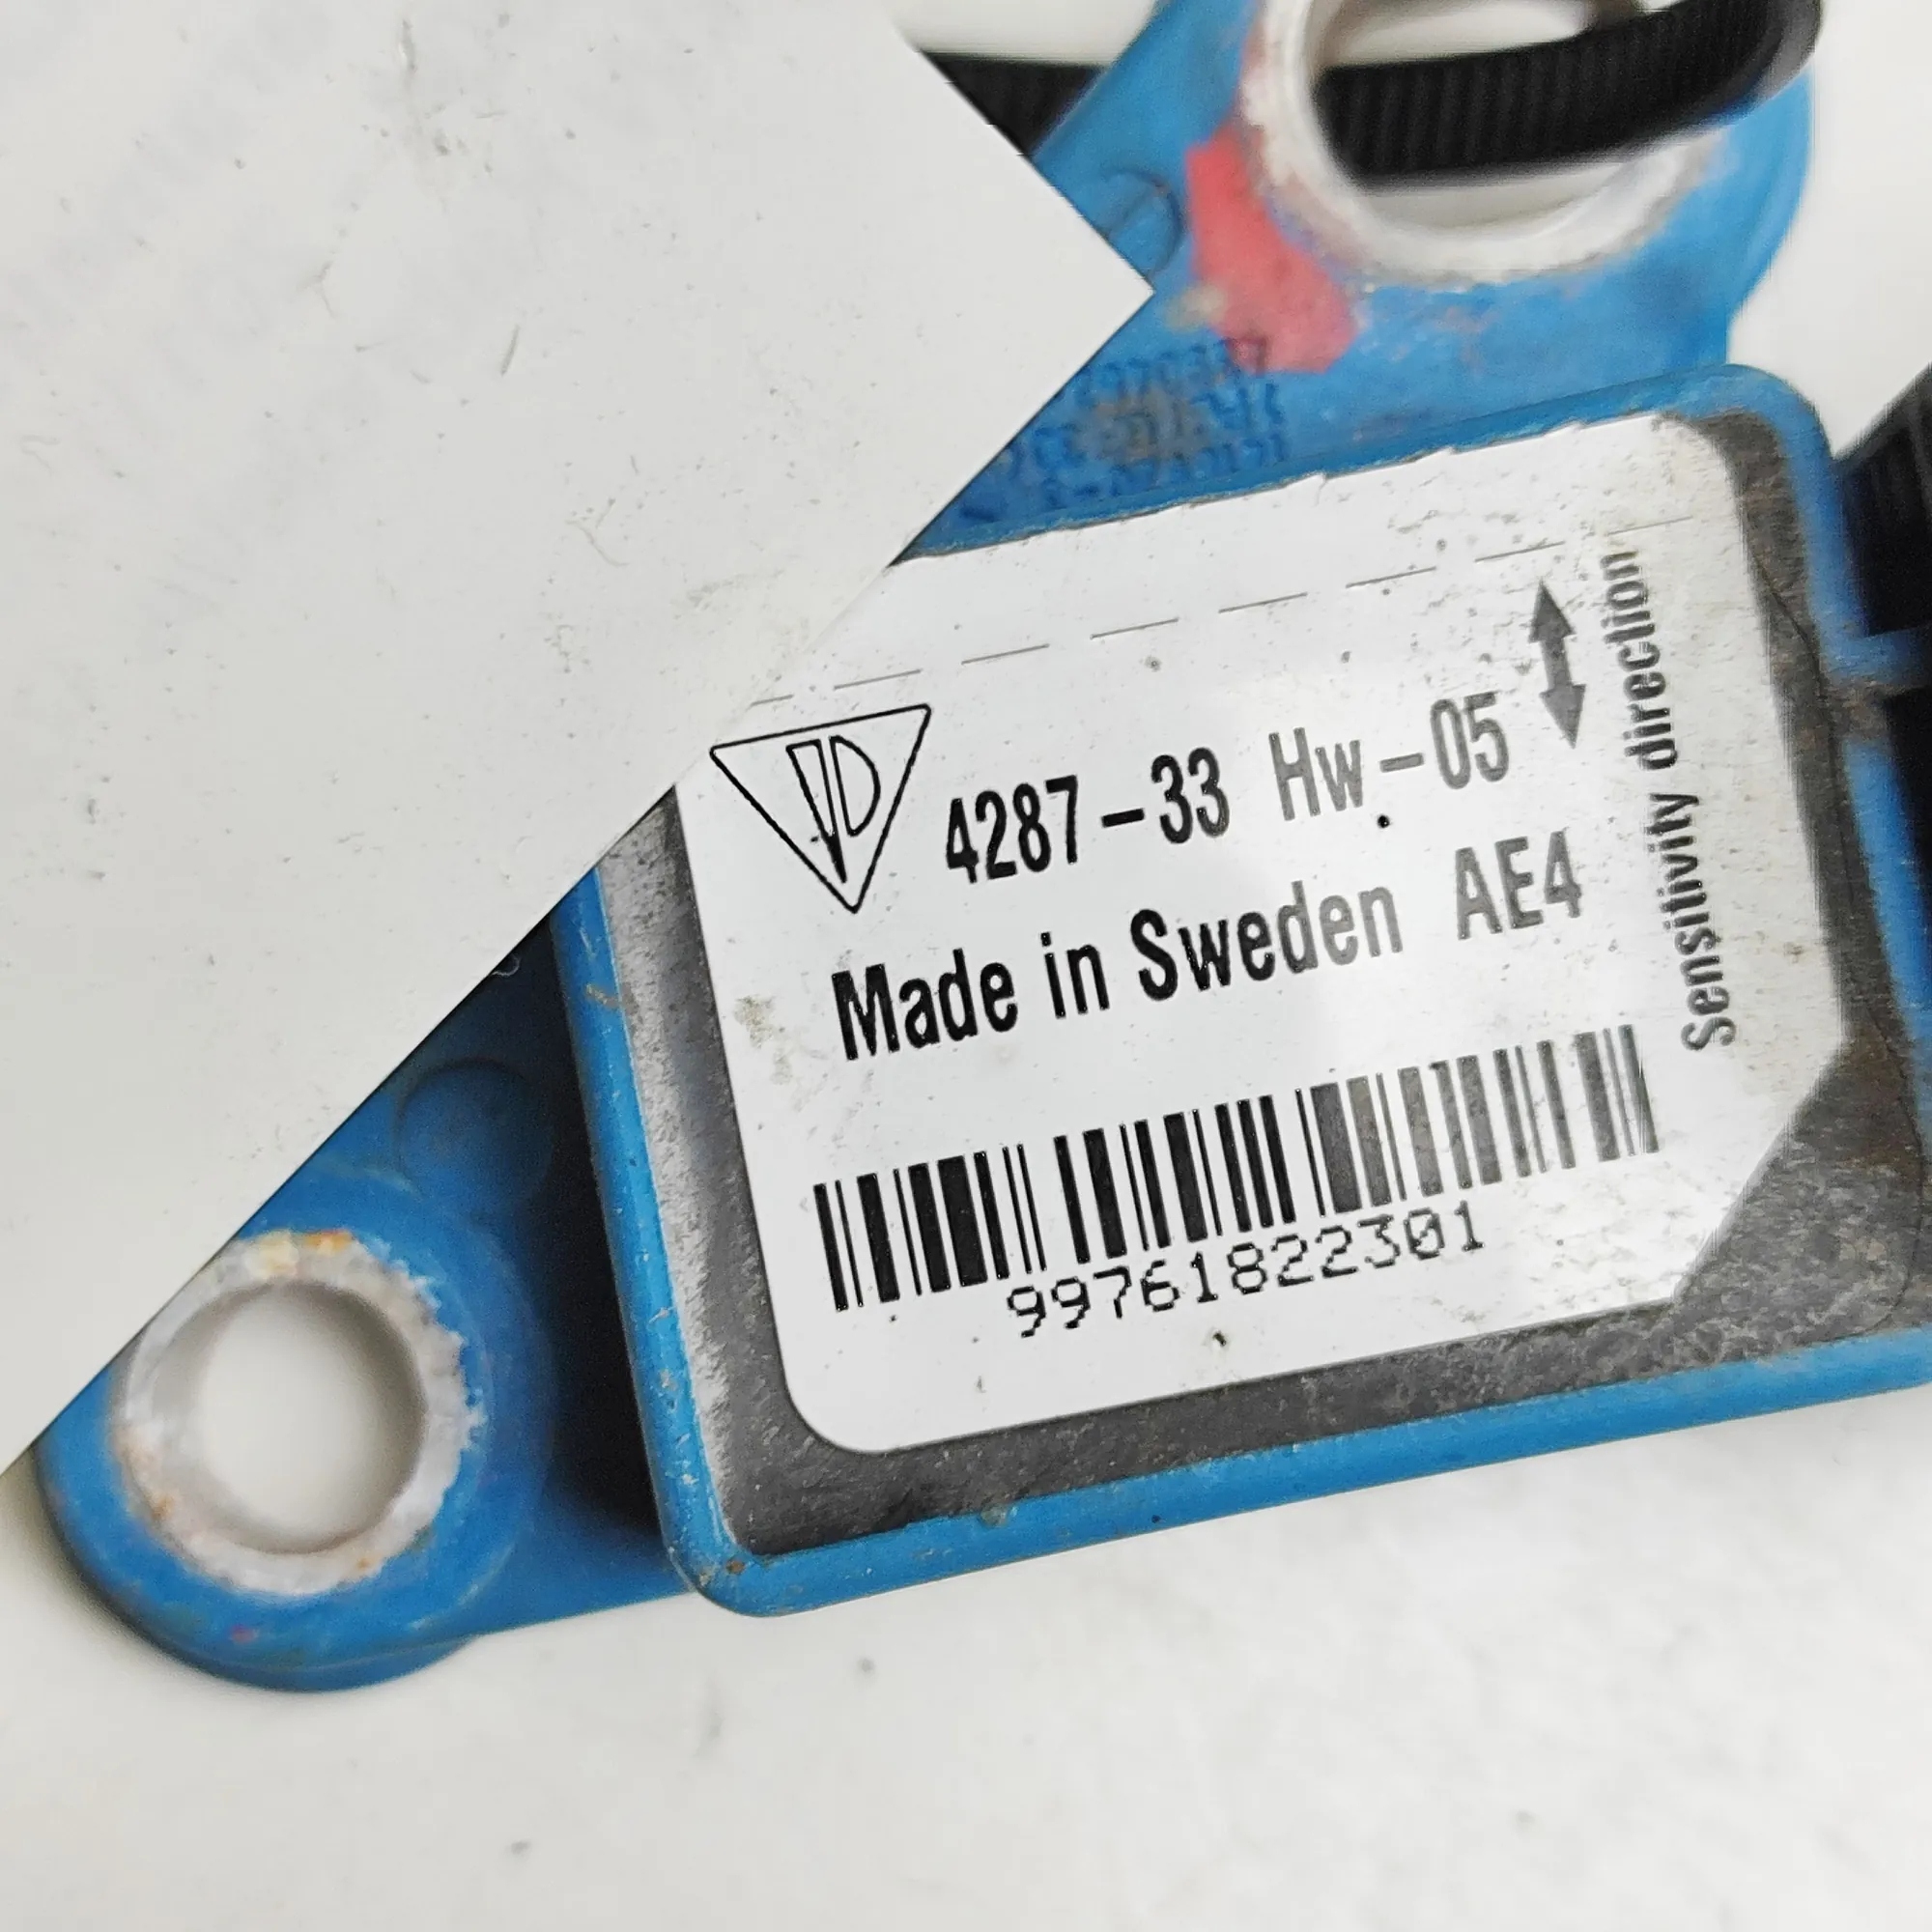 4287-33 Hw-05
Made in Sweden AE4
99761822301
Sensitivity direction